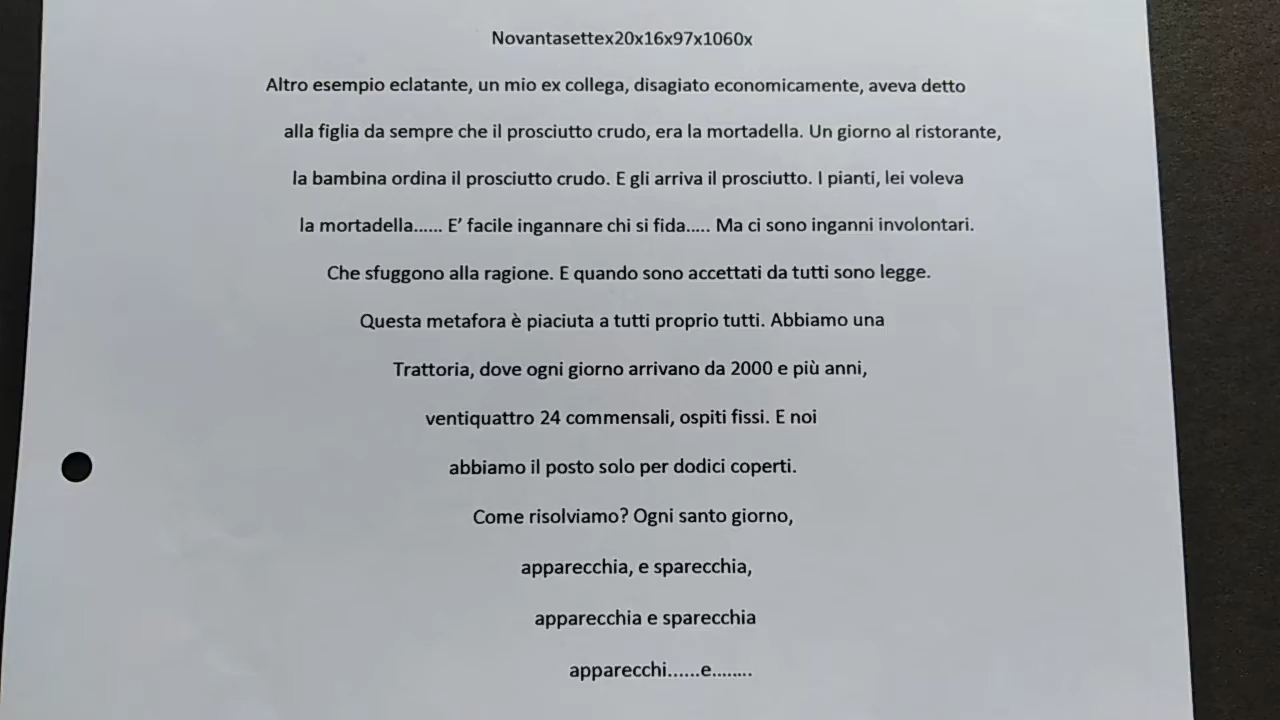 Novantasettex20x16x97x1060x
Altro esempio eclatante, un mio ex collega, disagiato economicamente, aveva detto
alla figlia da sempre che il prosciutto crudo, era la mortadella. Un giorno al ristorante,
la bambina ordina il prosciutto crudo. E gli arriva il prosciutto. I pianti, lei voleva
la mortadella...... E’ facile ingannare chi si fida..... Ma ci sono inganni involontari.
Che sfuggono alla ragione. E quando sono accettati da tutti sono legge.
Questa metafora è piaciuta a tutti proprio tutti. Abbiamo una
Trattoria, dove ogni giorno arrivano da 2000 e più anni,
ventiquattro 24 commensali, ospiti fissi. E noi
abbiamo il posto solo per dodici coperti.
Come risolviamo? Ogni santo giorno,
apparecchia, e sparecchia,
apparecchia e sparecchia
apparecchi......e........